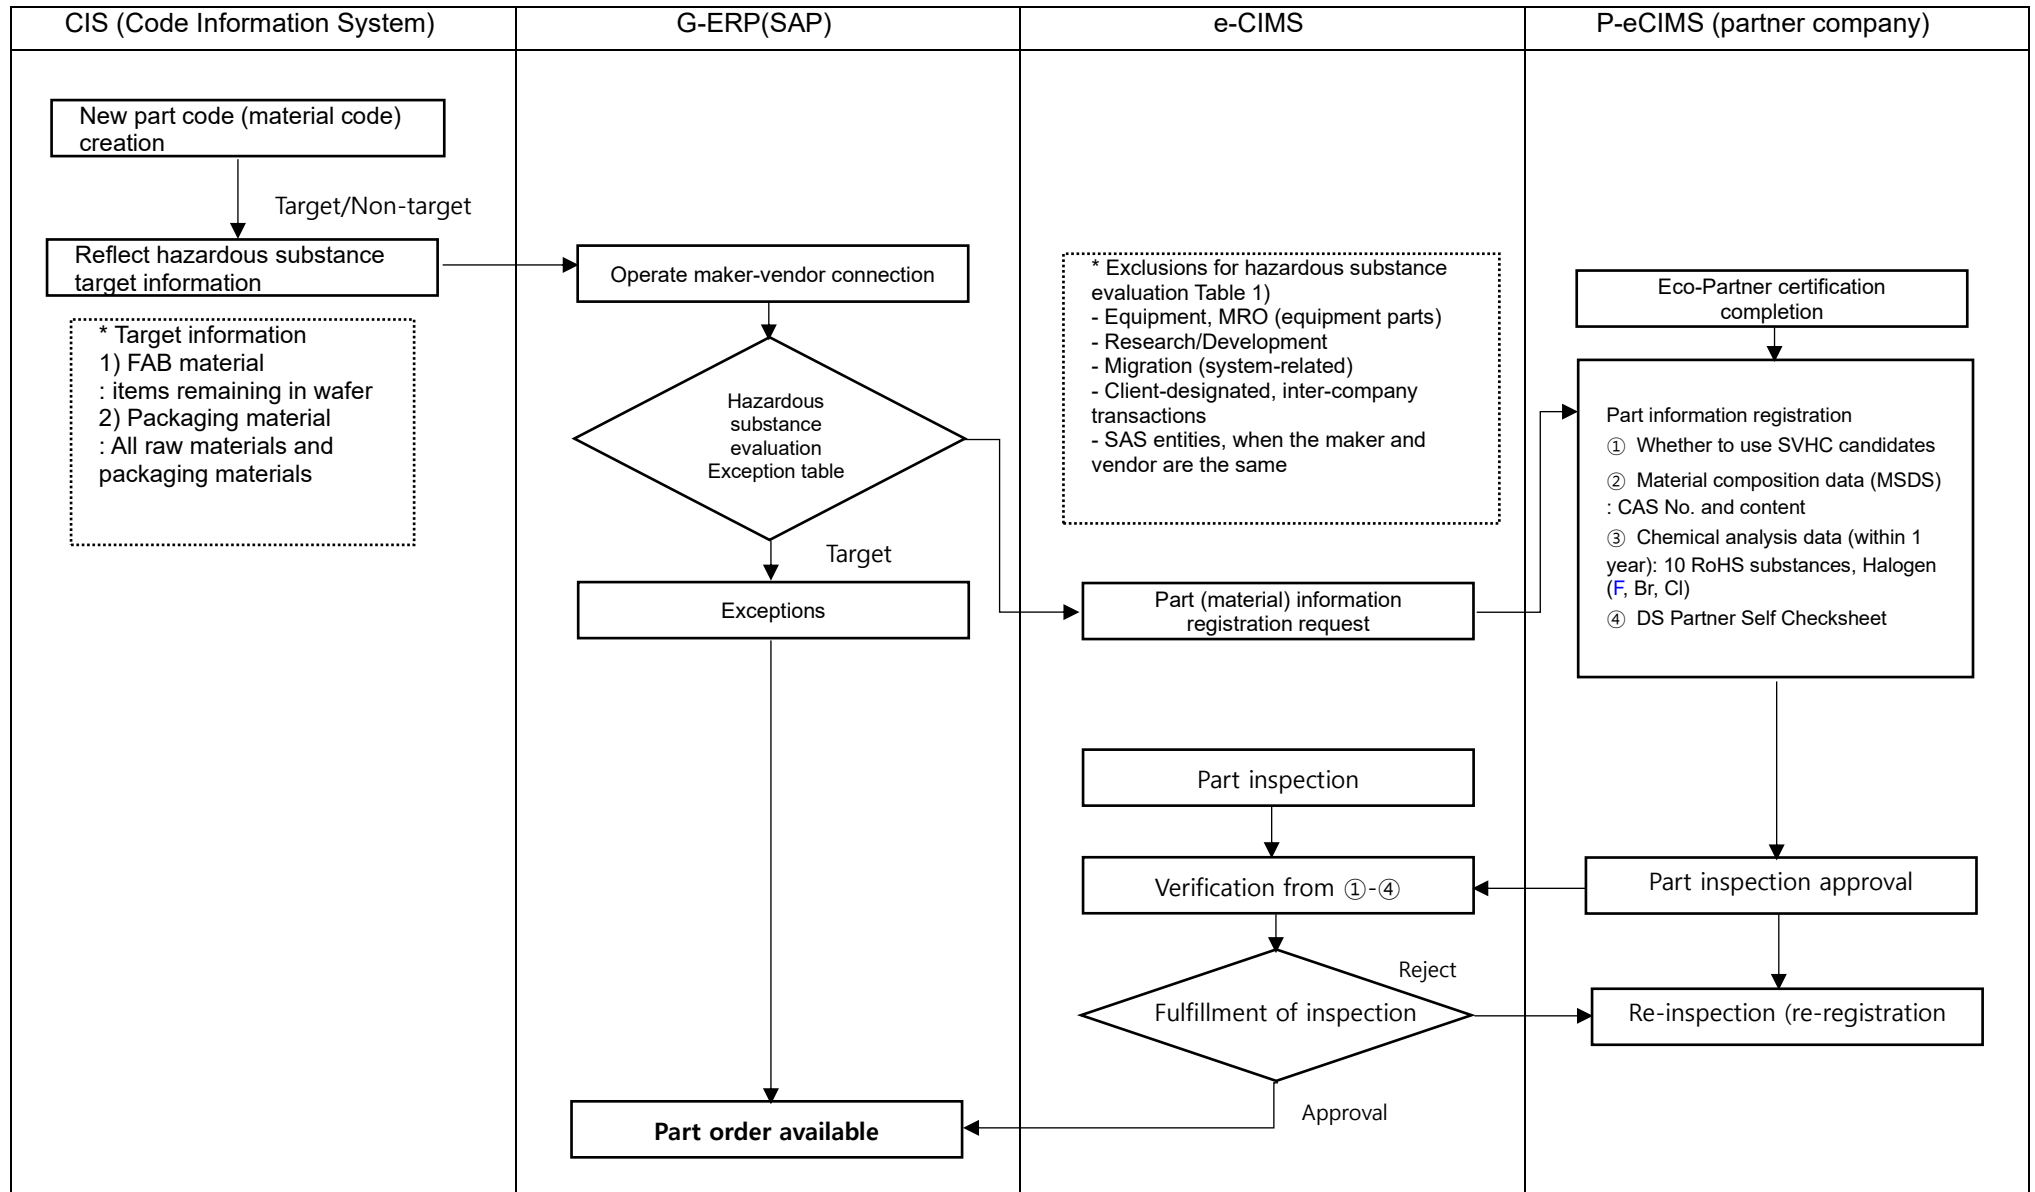 CIS (Code Information System)
G-ERP(SAP)
e-CIMS
P-eCIMS (partner company)
New part code (material code)
creation
Target/Non-target
Reflect hazardous substance
target information
* Target information
1) FAB material
: items remaining in wafer
2) Packaging material
: All raw materials and
packaging materials
Operate maker-vendor connection
Hazardous
substance
evaluation
Exception table
Target
Exceptions
Part order available
* Exclusions for hazardous substance
evaluation Table 1)
- Equipment, MRO (equipment parts)
- Research/Development
- Migration (system-related)
- Client-designated, inter-company
transactions
- SAS entities, when the maker and
vendor are the same
Part (material) information
registration request
Part inspection
Verification from ①-④
Fulfillment of inspection
Reject
Approval
Eco-Partner certification
completion
Part information registration
① Whether to use SVHC candidates
② Material composition data (MSDS)
: CAS No. and content
③ Chemical analysis data (within 1
year): 10 RoHS substances, Halogen
(F, Br, Cl)
④ DS Partner Self Checksheet
Part inspection approval
Re-inspection (re-registration